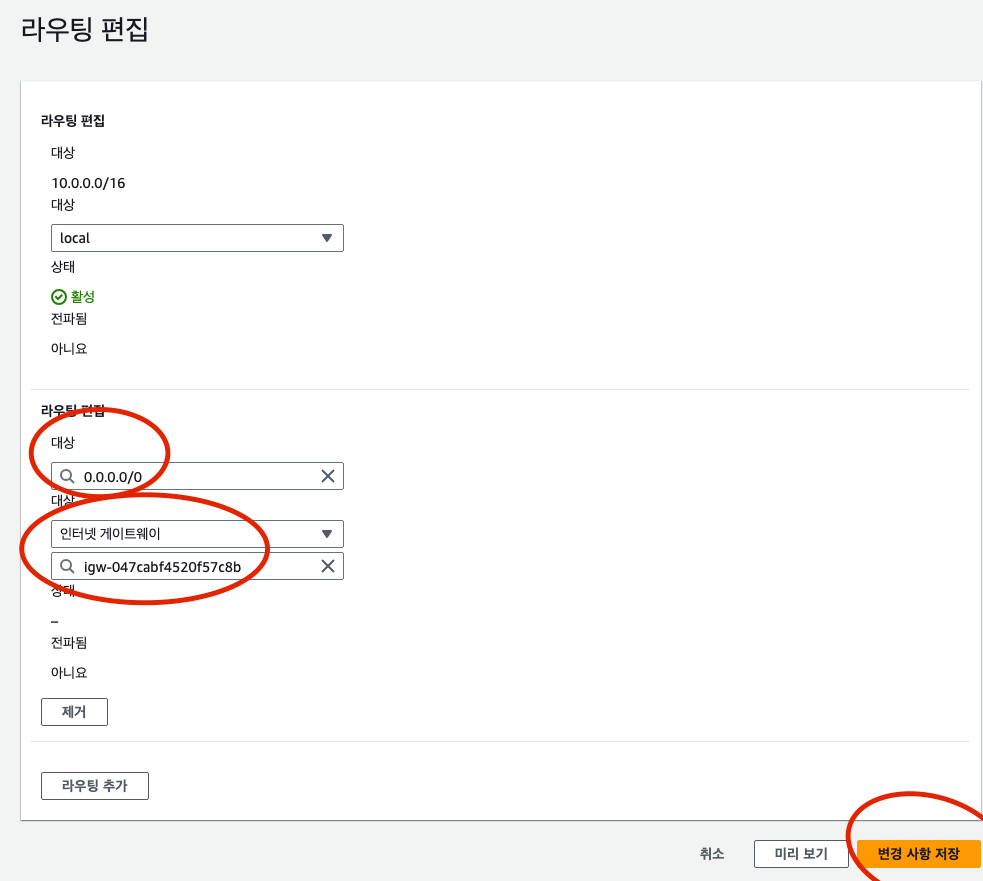 라우팅 편집
라우팅 편집
대상
10.0.0.0/16
대상
local
상태
활성
전파됨
아니요
라우팅 편집
대상
0.0.0.0/0
대상
인터넷 게이트웨이
igw-047cabf4520f57c8b
상태
–
전파됨
아니요
제거
라우팅 추가
취소 미리 보기 변경 사항 저장